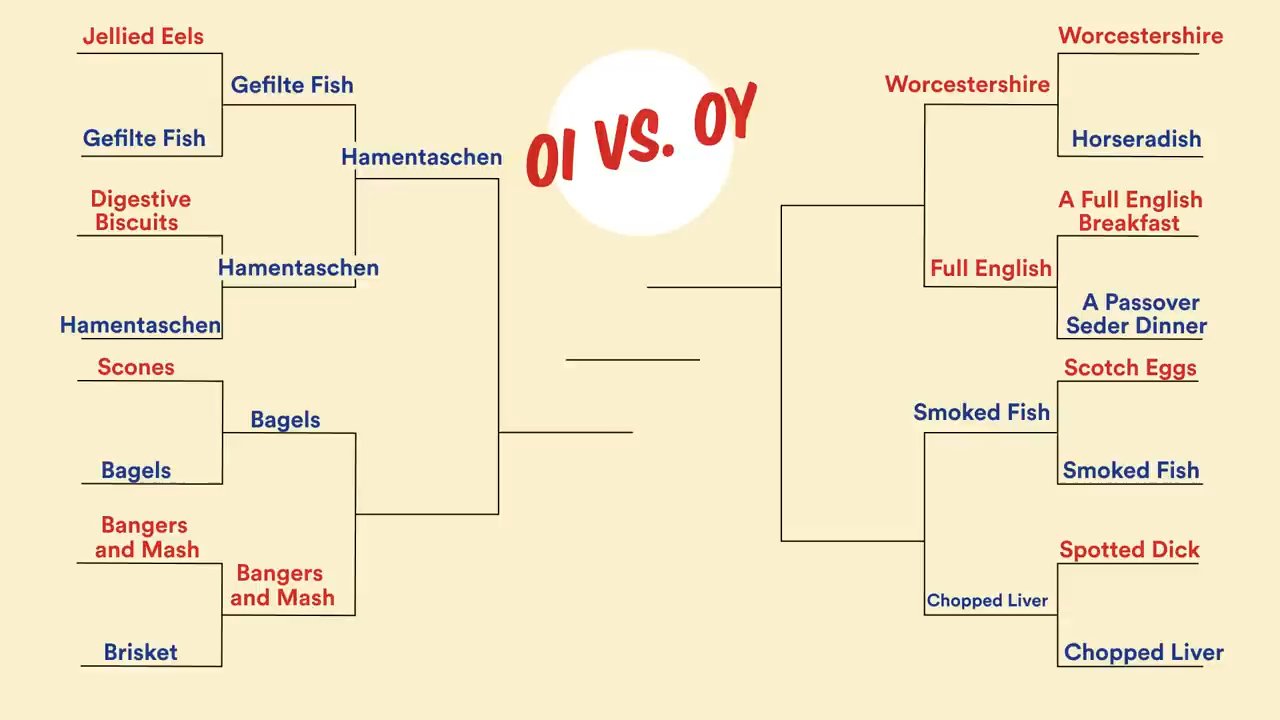 Jellied Eels
Gefilte Fish
Gefilte Fish
Digestive
Biscuits
Hamentaschen
Hamentaschen
Hamentaschen
Scones
Bagels
Bagels
Bangers
and Mash
Bangers
and Mash
Brisket
OI VS. OY
Worcestershire
Worcestershire
Horseradish
A Full English
Breakfast
Full English
A Passover
Seder Dinner
Scotch Eggs
Smoked Fish
Smoked Fish
Spotted Dick
Chopped Liver
Chopped Liver